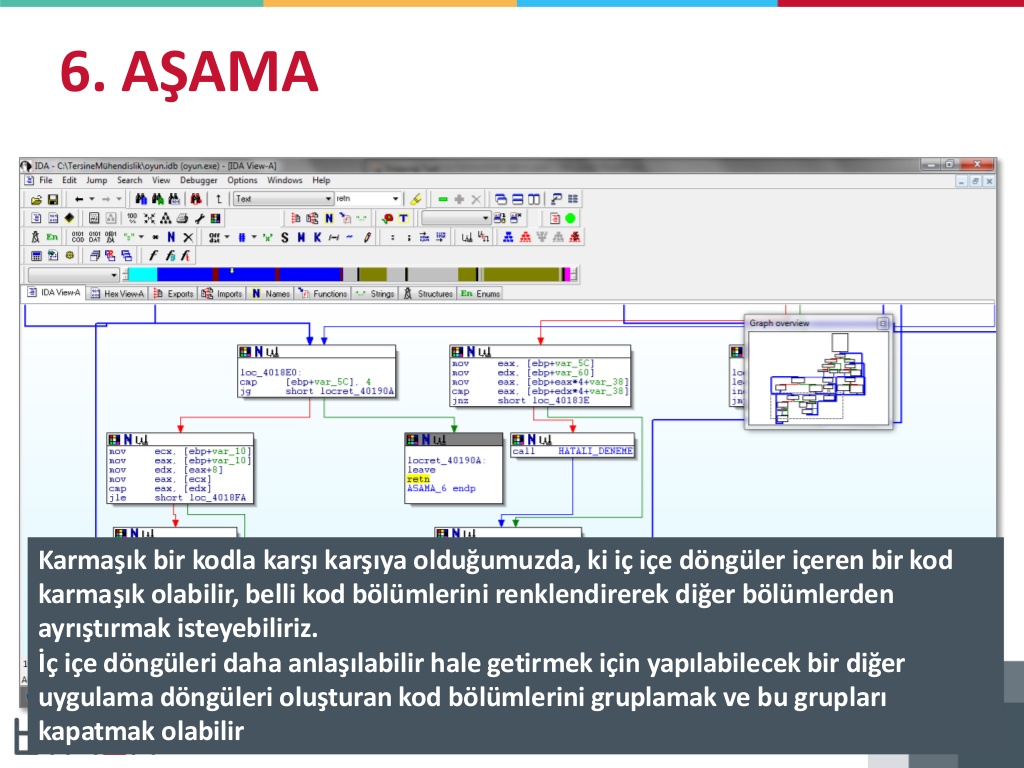 6. AŞAMA
IDA - C:\TersineMühendislik\oyun.idb (oyun.exe) - [IDA View-A]
File Edit Jump Search View Debugger Options Windows Help
Text retn
IDA View-A Hex View-A Exports Imports Names Functions Strings Structures Enums
Graph overview
loc_4018E0:
cmp [ebp+var_5C], 4
jg short locret_40190A
mov eax, [ebp+var_5C]
mov edx, [ebp+var_60]
mov eax, [ebp+eax*4+var_38]
cmp eax, [ebp+edx*4+var_38]
jnz short loc_40183E
mov ecx, [ebp+var_10]
mov eax, [ebp+var_10]
mov edx, [eax+8]
mov eax, [ecx]
cmp eax, [edx]
jle short loc_4018FA
locret_40190A:
leave
retn
ASAMA_6 endp
call HATALI_DENEME
Karmaşık bir kodla karşı karşıya olduğumuzda, ki iç içe döngüler içeren bir kod
karmaşık olabilir, belli kod bölümlerini renklendirerek diğer bölümlerden
ayrıştırmak isteyebiliriz.
İç içe döngüleri daha anlaşılabilir hale getirmek için yapılabilecek bir diğer
uygulama döngüleri oluşturan kod bölümlerini gruplamak ve bu grupları
kapatmak olabilir